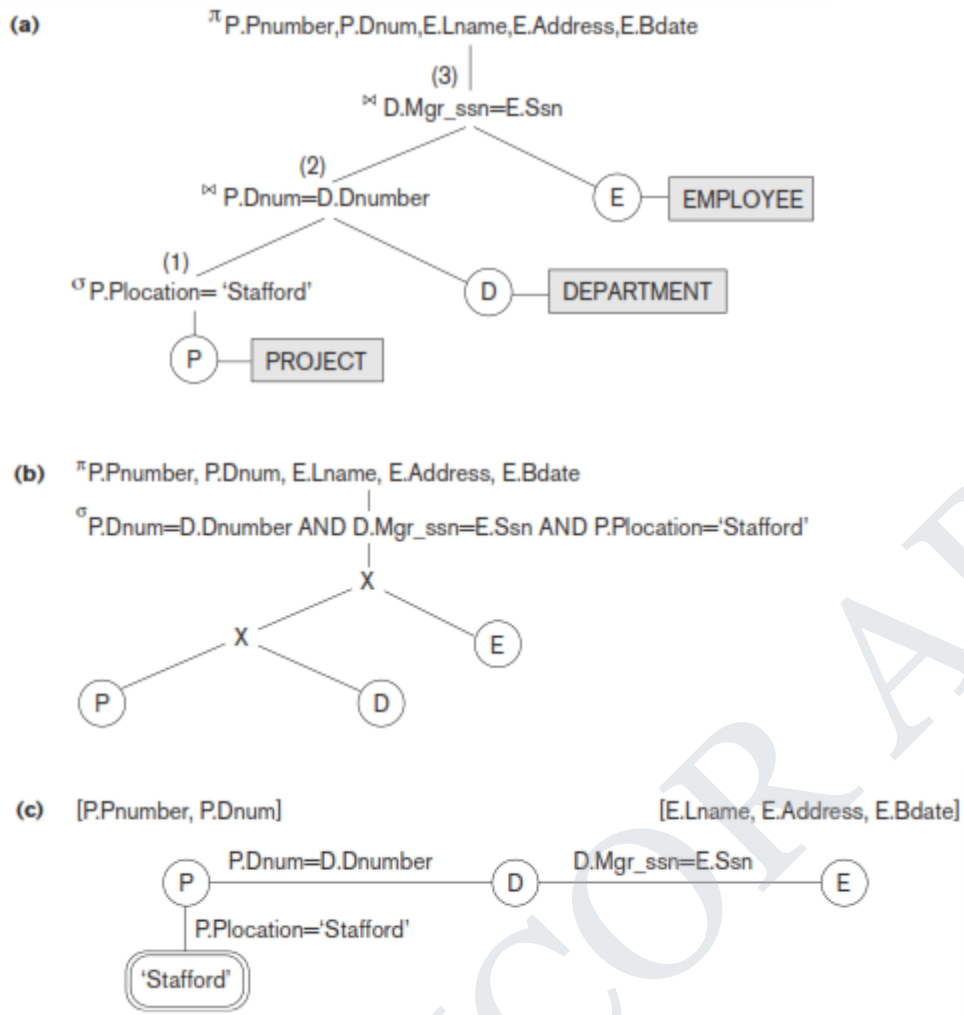 (a) π P.Pnumber,P.Dnum,E.Lname,E.Address,E.Bdate
(3)
⋈ D.Mgr_ssn=E.Ssn
(2)
⋈ P.Dnum=D.Dnumber
E EMPLOYEE
(1)
σ P.Plocation= ‘Stafford’
D DEPARTMENT
P PROJECT
(b) π P.Pnumber, P.Dnum, E.Lname, E.Address, E.Bdate
σ P.Dnum=D.Dnumber AND D.Mgr_ssn=E.Ssn AND P.Plocation=‘Stafford’
X
X
E
P D
(c) [P.Pnumber, P.Dnum] [E.Lname, E.Address, E.Bdate]
P.Dnum=D.Dnumber D.Mgr_ssn=E.Ssn
P D E
P.Plocation=‘Stafford’
‘Stafford’